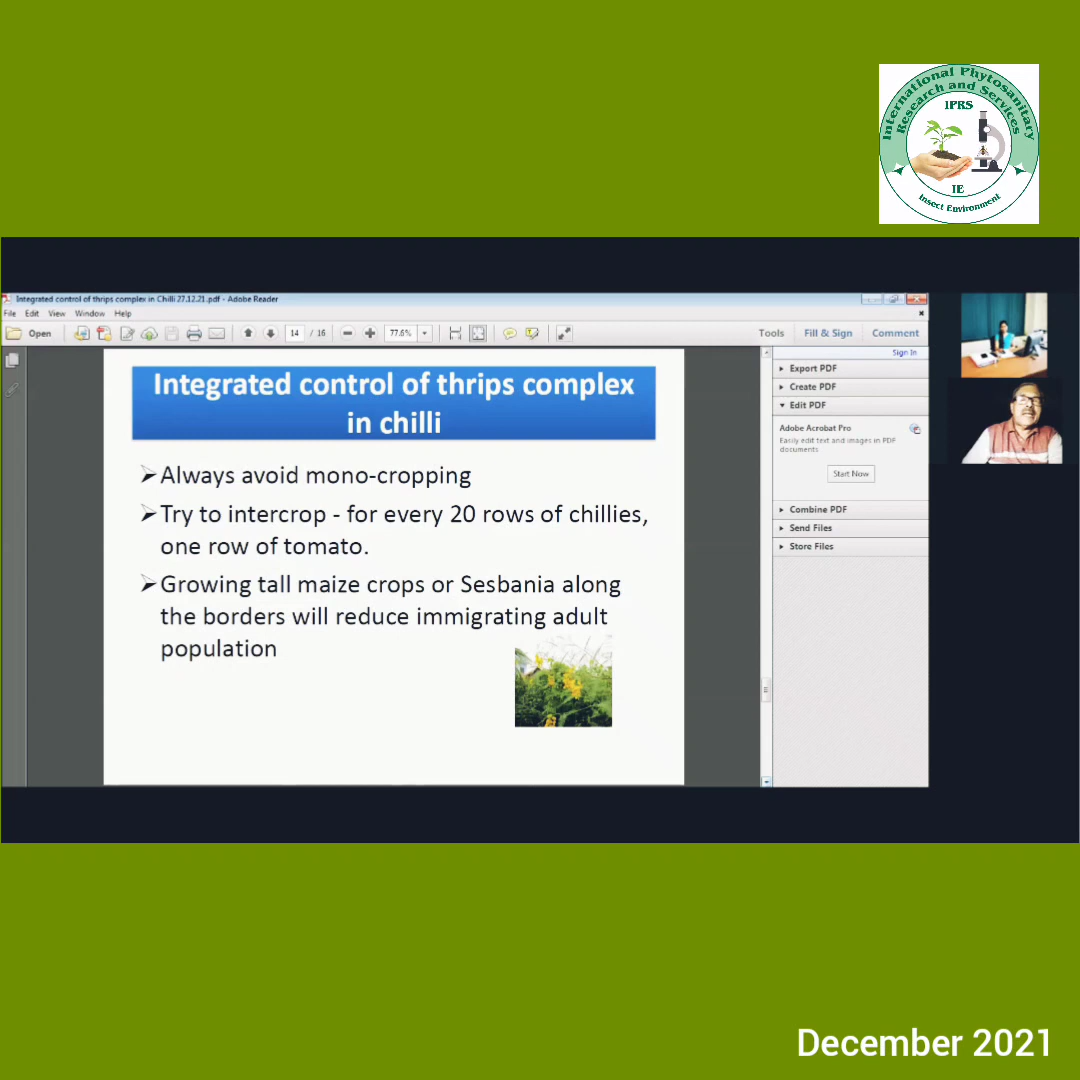 International Phytosanitary
Research and Services
IPRS
IE
Insect Environment
Integrated control of thrips complex in Chilli 27.12.21.pdf - Adobe Reader
File Edit View Window Help
Open
14 / 16
77.6%
Tools Fill & Sign Comment
Sign In
Export PDF
Create PDF
Edit PDF
Adobe Acrobat Pro
Easily edit text and images in PDF
documents
Start Now
Combine PDF
Send Files
Store Files
Integrated control of thrips complex
in chilli
➢Always avoid mono-cropping
➢Try to intercrop - for every 20 rows of chillies,
one row of tomato.
➢Growing tall maize crops or Sesbania along
the borders will reduce immigrating adult
population
December 2021